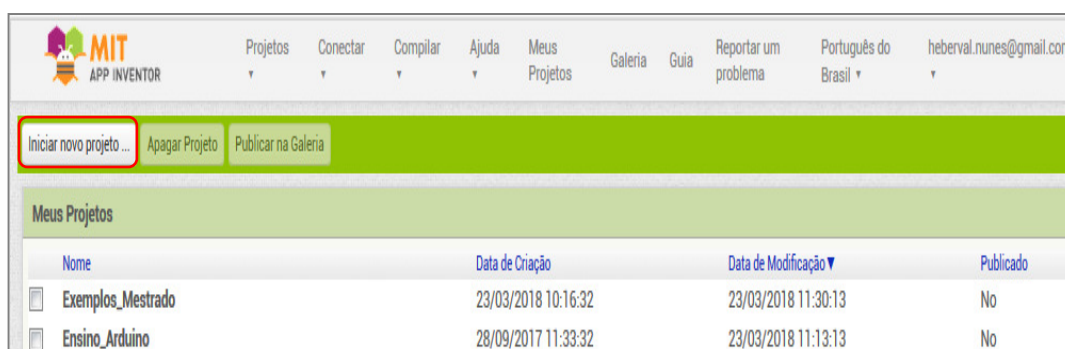 MIT
APP INVENTOR
Projetos Conectar Compilar Ajuda Meus Projetos Galeria Guia Reportar um problema Português do Brasil heberval.nunes@gmail.com
Iniciar novo projeto ... Apagar Projeto Publicar na Galeria
Meus Projetos
Nome Data de Criação Data de Modificação▼ Publicado
Exemplos_Mestrado 23/03/2018 10:16:32 23/03/2018 11:30:13 No
Ensino_Arduino 28/09/2017 11:33:32 23/03/2018 11:13:13 No